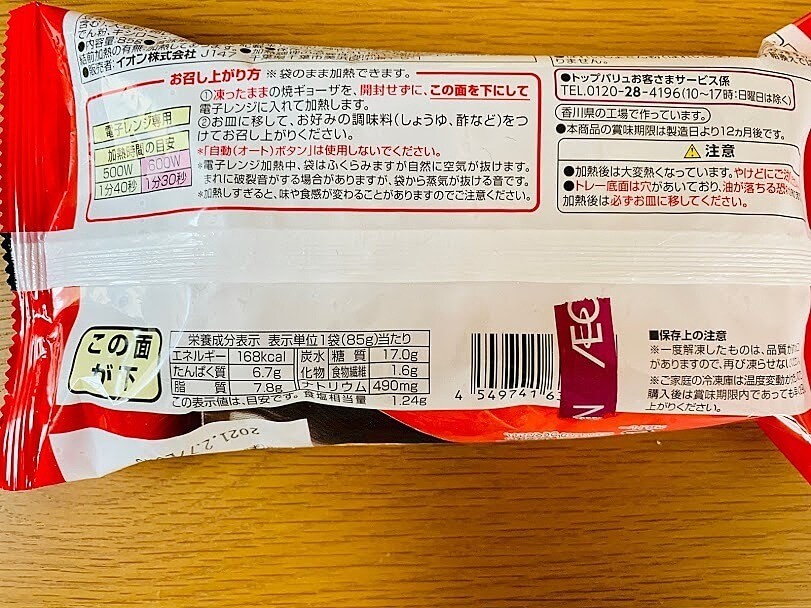 でん粉、
●内容量:85g
●販売者:イオン株式会社 J147
お召し上がり方 ※袋のまま加熱できます。
電子レンジ専用
加熱時間の目安
500W 600W
1分40秒 1分30秒
①凍ったままの焼ギョーザを、開封せずに、この面を下にして
電子レンジに入れて加熱します。
②お皿に移して、お好みの調味料(しょうゆ、酢など)をつ
けてお召し上がりください。
*「自動(オート)ボタン」は使用しないでください。
*電子レンジ加熱中、袋はふくらみますが自然に空気が抜けます。
まれに破裂音がする場合がありますが、袋から蒸気が抜ける音です。
*加熱しすぎると、味や食感が変わることがありますのでご注意ください。
りません。
●トップバリュお客さまサービス係
TEL.0120-28-4196(10〜17時:日曜日は除く)
香川県の工場で作っています。
●本商品の賞味期限は製造日より12ヵ月後です。
注意
●加熱後は大変熱くなっています。やけどにご
●トレー底面は穴があいており、油が落ちる恐
加熱後は必ずお皿に移してください。
この面
が下
栄養成分表示 表示単位1袋(85g)当たり
エネルギー 168kcal 炭水化物 糖質 17.0g
たんぱく質 6.7g 食物繊維 1.6g
脂質 7.8g ナトリウム 490mg
この表示値は、目安です。 食塩相当量 1.24g
4 549741
AEO
N
■保存上の注意
※一度解凍したものは、品質が
がありますので、再び凍らせない
※ご家庭の冷凍庫は温度変動が
購入後は賞味期限内であっても
上がりください。
2021.2.7